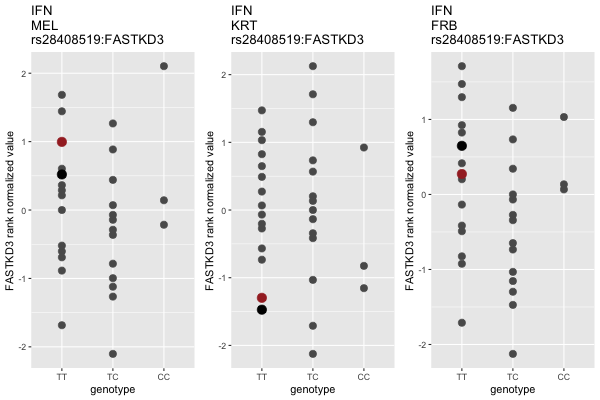 IFN
MEL
rs28408519:FASTKD3
FASTKD3 rank normalized value
2
1
0
-1
-2
TT
TC
CC
genotype
IFN
KRT
rs28408519:FASTKD3
FASTKD3 rank normalized value
2
1
0
-1
-2
TT
TC
CC
genotype
IFN
FRB
rs28408519:FASTKD3
FASTKD3 rank normalized value
1
0
-1
-2
TT
TC
CC
genotype